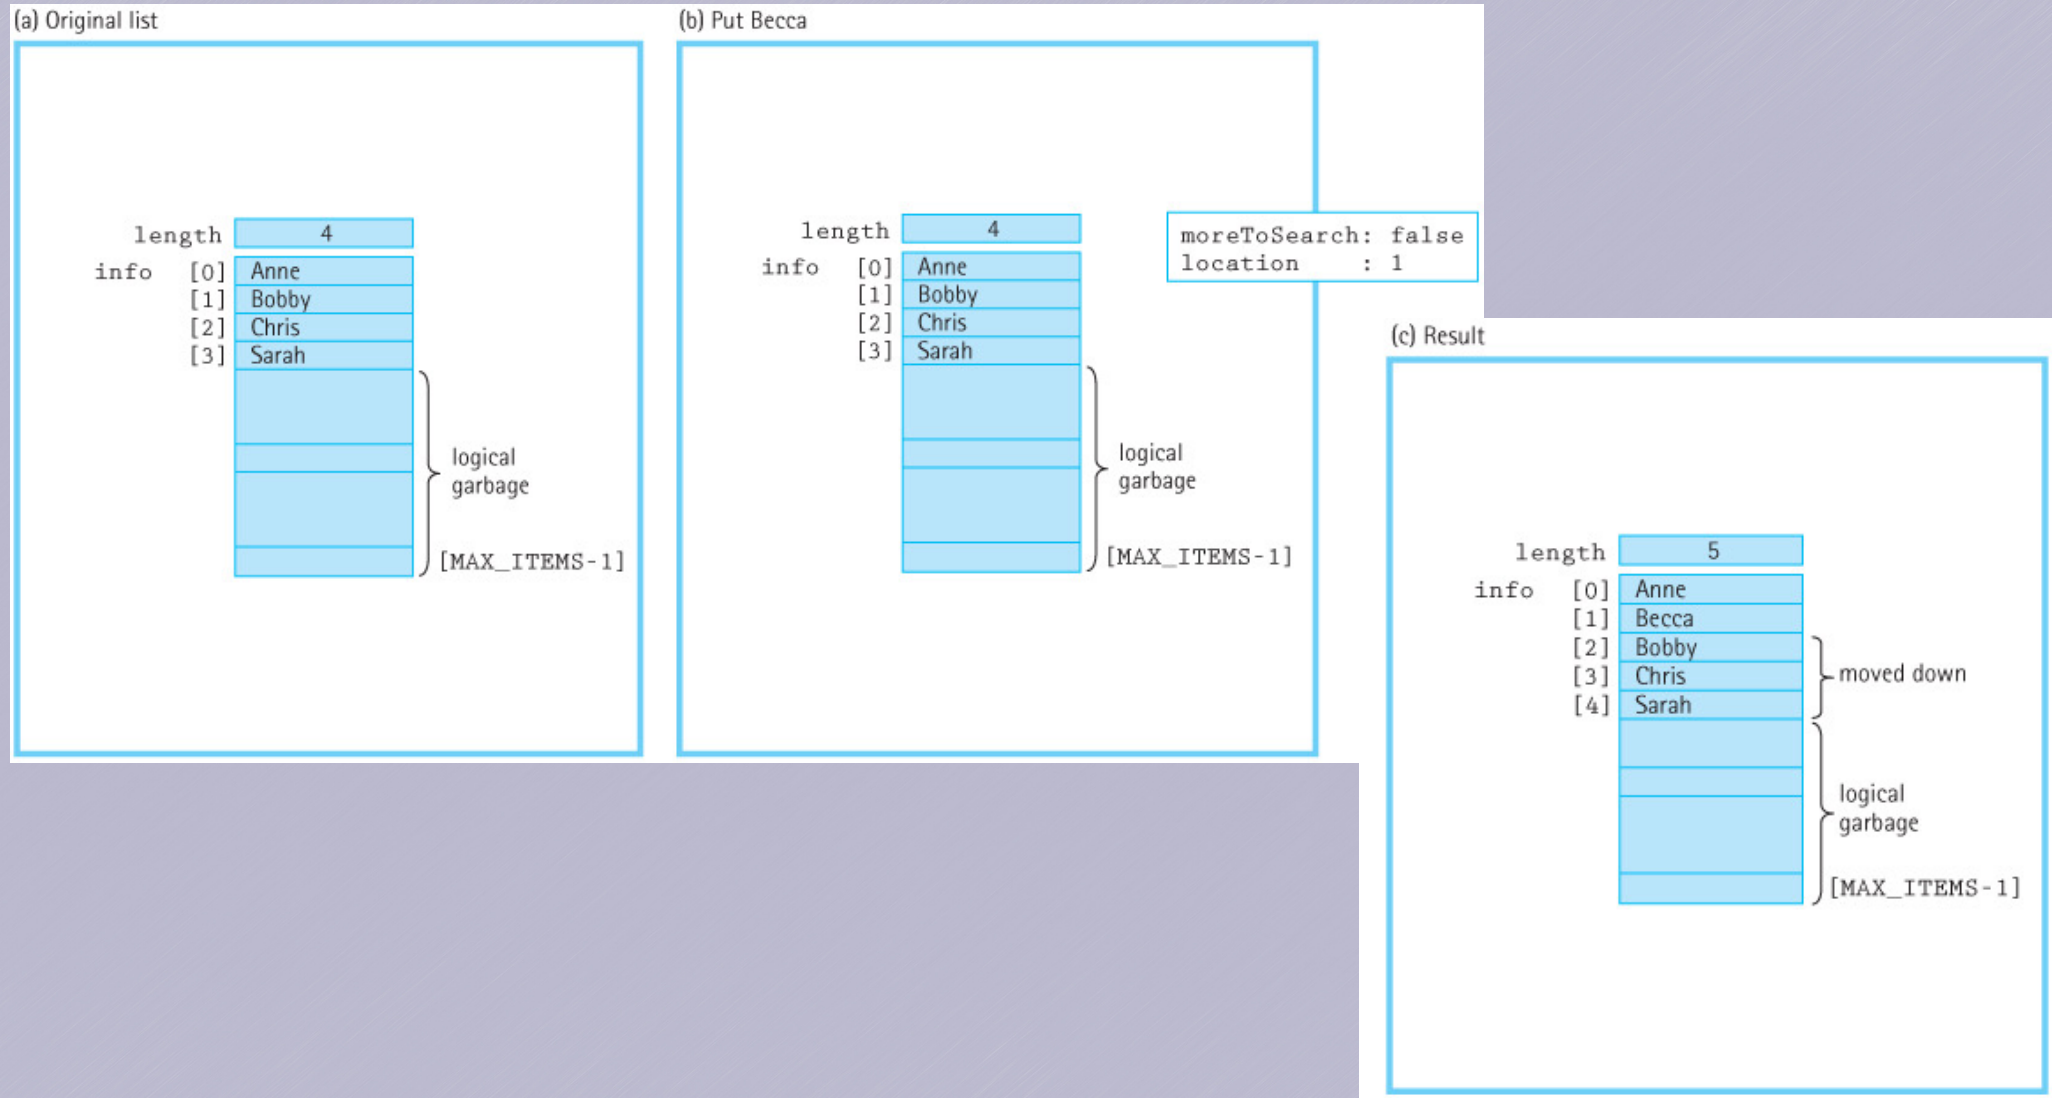 (a) Original list
length 4
info [0] Anne
[1] Bobby
[2] Chris
[3] Sarah
logical
garbage
[MAX_ITEMS-1]
(b) Put Becca
length 4
info [0] Anne
[1] Bobby
[2] Chris
[3] Sarah
logical
garbage
[MAX_ITEMS-1]
moreToSearch: false
location : 1
(c) Result
length 5
info [0] Anne
[1] Becca
[2] Bobby
[3] Chris
[4] Sarah
moved down
logical
garbage
[MAX_ITEMS-1]